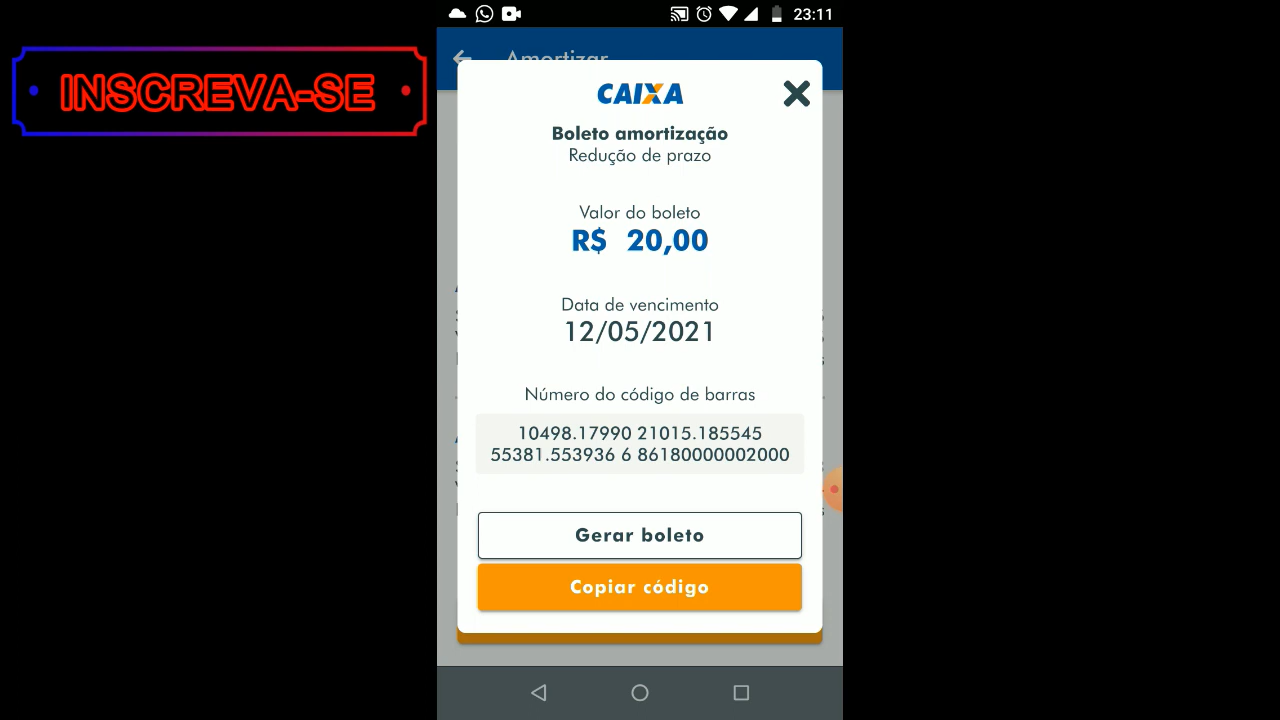 23:11
INSCREVA-SE
Amortizar
CAIXA
Boleto amortização
Redução de prazo
Valor do boleto
R$ 20,00
Data de vencimento
12/05/2021
Número do código de barras
10498.17990 21015.185545
55381.553936 6 86180000002000
Gerar boleto
Copiar código